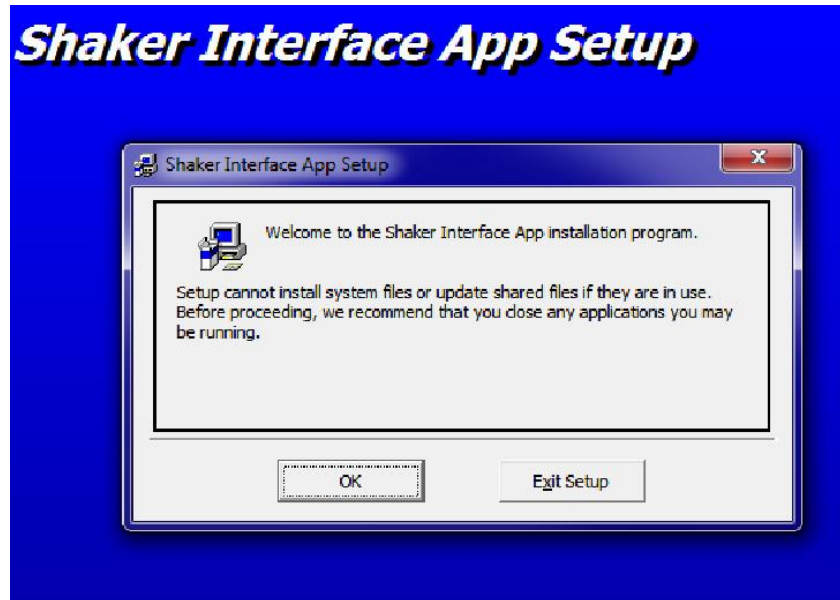 Shaker Interface App Setup
Shaker Interface App Setup
Welcome to the Shaker Interface App installation program.
Setup cannot install system files or update shared files if they are in use.
Before proceeding, we recommend that you close any applications you may
be running.
OK
Exit Setup